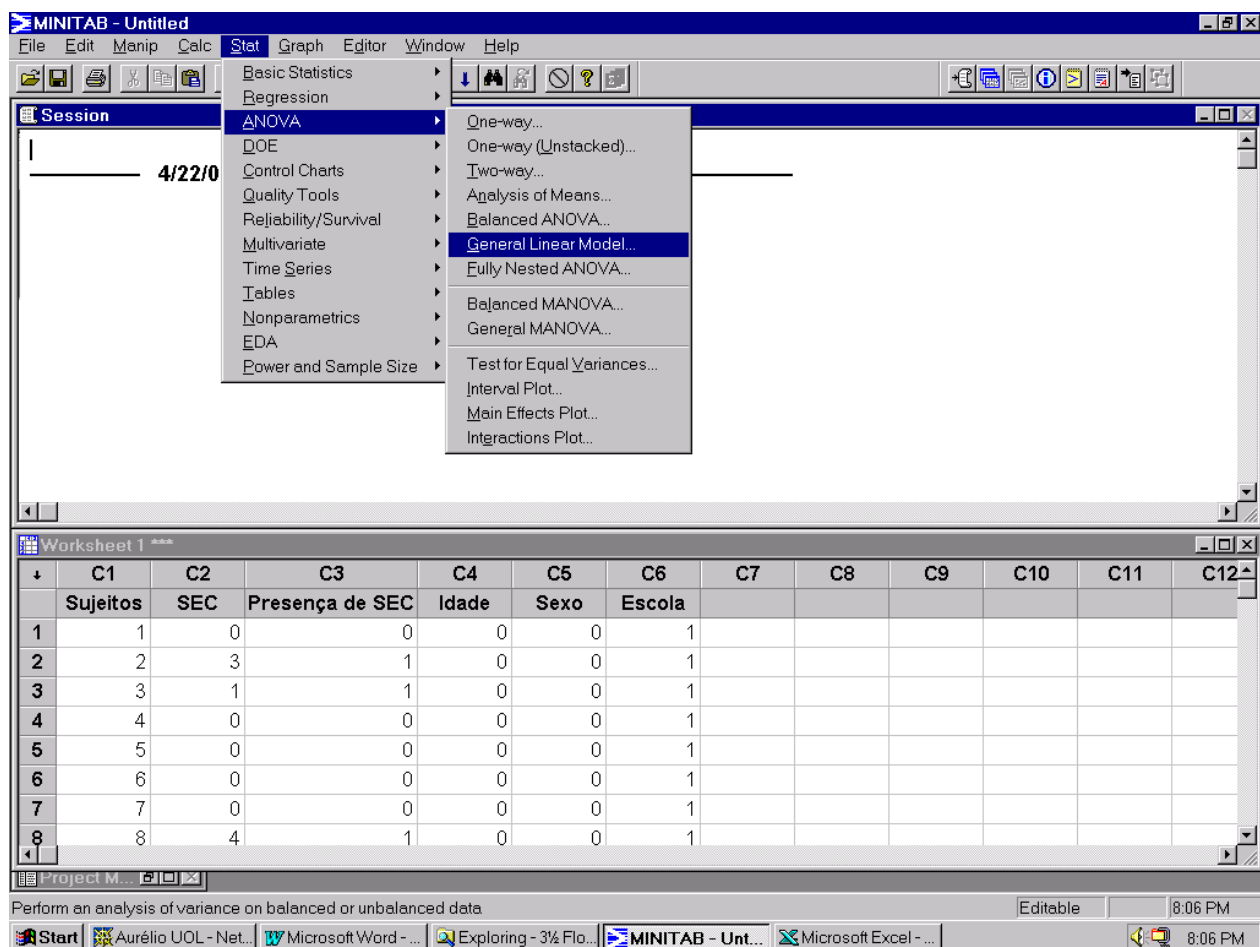 MINITAB - Untitled
File Edit Manip Calc Stat Graph Editor Window Help
Basic Statistics
Regression
ANOVA
DOE
Control Charts
Quality Tools
Reliability/Survival
Multivariate
Time Series
Tables
Nonparametrics
EDA
Power and Sample Size
One-way...
One-way (Unstacked)...
Two-way...
Analysis of Means...
Balanced ANOVA...
General Linear Model...
Fully Nested ANOVA...
Balanced MANOVA...
General MANOVA...
Test for Equal Variances...
Interval Plot...
Main Effects Plot...
Interactions Plot...
Session
4/22/0
Worksheet 1 ***
C1 C2 C3 C4 C5 C6 C7 C8 C9 C10 C11 C12
Sujeitos SEC Presença de SEC Idade Sexo Escola
1 1 0 0 0 0 1
2 2 3 1 0 0 1
3 3 1 1 0 0 1
4 4 0 0 0 0 1
5 5 0 0 0 0 1
6 6 0 0 0 0 1
7 7 0 0 0 0 1
8 8 4 1 0 0 1
Project M...
Perform an analysis of variance on balanced or unbalanced data
Editable 8:06 PM
Start Aurélio UOL - Net... Microsoft Word - ... Exploring - 3½ Flo... MINITAB - Unt... Microsoft Excel - ... 8:06 PM